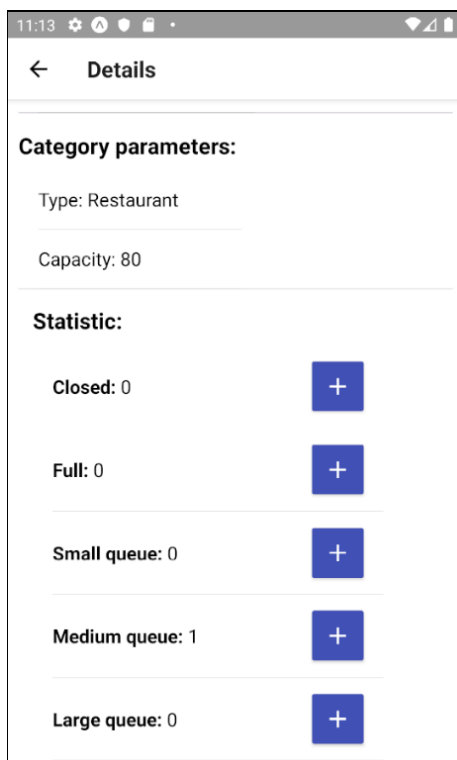 11:13
Details
Category parameters:
Type: Restaurant
Capacity: 80
Statistic:
Closed: 0
Full: 0
Small queue: 0
Medium queue: 1
Large queue: 0